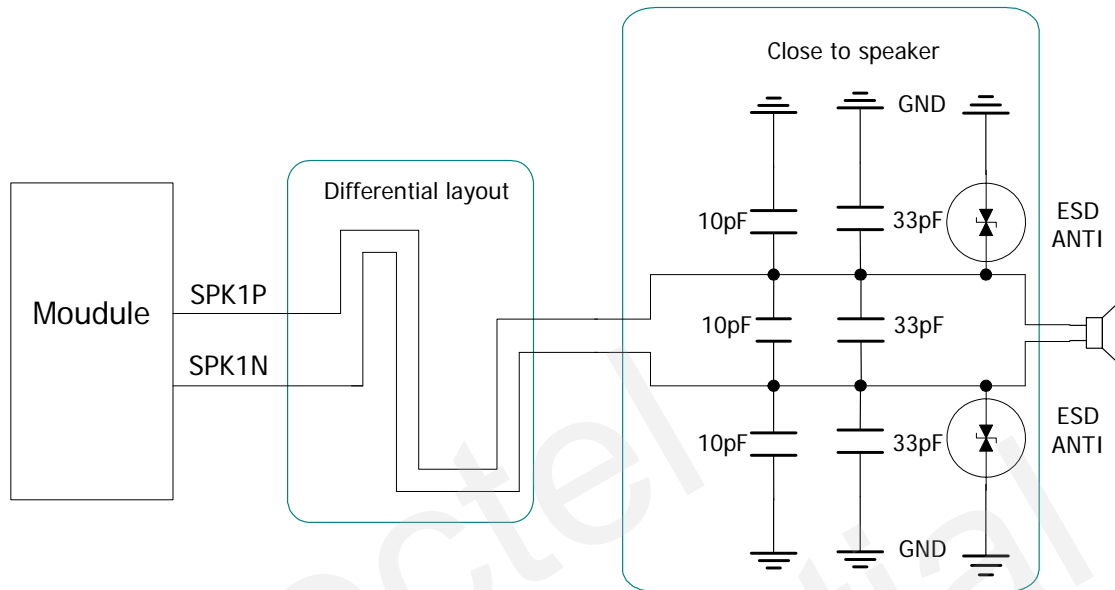 Close to speaker
GND
Differential layout
10pF
33pF
ESD
ANTI
SPK1P
Moudule
10pF
33pF
SPK1N
10pF
33pF
ESD
ANTI
GND